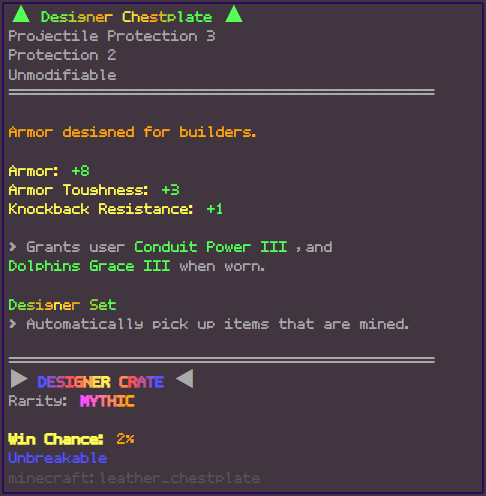 ▲ Designer Chestplate ▲
Projectile Protection 3
Protection 2
Unmodifiable
Armor designed for builders.
Armor: +8
Armor Toughness: +3
Knockback Resistance: +1
> Grants user Conduit Power III , and
Dolphins Grace III when worn.
Designer Set
> Automatically pick up items that are mined.
▶ DESIGNER CRATE ◀
Rarity: MYTHIC
Win Chance: 2%
Unbreakable
minecraft:leather_chestplate